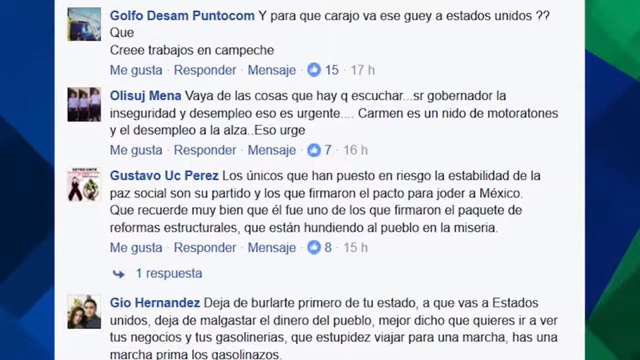 Golfo Desam Puntocom Y para que carajo va ese guey a estados unidos ??
Que
Creee trabajos en campeche
Me gusta · Responder · Mensaje · 15 · 17 h
Olisuj Mena Vaya de las cosas que hay q escuchar...sr gobernador la
inseguridad y desempleo eso es urgente.... Carmen es un nido de motoratones
y el desempleo a la alza..Eso urge
Me gusta · Responder · Mensaje · 7 · 16 h
Gustavo Uc Perez Los únicos que han puesto en riesgo la estabilidad de la
paz social son su partido y los que firmaron el pacto para joder a México.
Que recuerde muy bien que él fue uno de los que firmaron el paquete de
reformas estructurales, que están hundiendo al pueblo en la miseria.
Me gusta · Responder · Mensaje · 8 · 15 h
1 respuesta
Gio Hernandez Deja de burlarte primero de tu estado, a que vas a Estados
unidos, deja de malgastar el dinero del pueblo, mejor dicho que quieres ir a ver
tus negocios y tus gasolinerias, que estupidez viajar para una marcha, has una
marcha prima los gasolinazos.